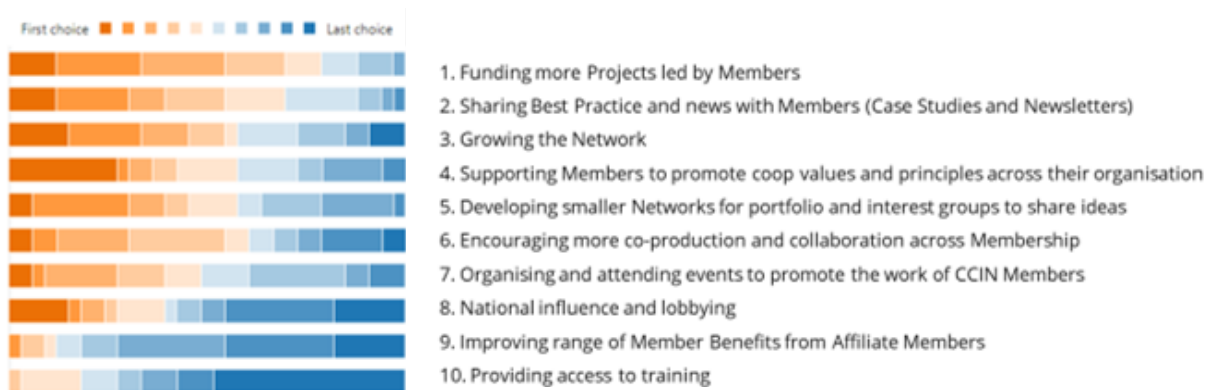 First choice Last choice
1. Funding more Projects led by Members
2. Sharing Best Practice and news with Members (Case Studies and Newsletters)
3. Growing the Network
4. Supporting Members to promote coop values and principles across their organisation
5. Developing smaller Networks for portfolio and interest groups to share ideas
6. Encouraging more co-production and collaboration across Membership
7. Organising and attending events to promote the work of CCIN Members
8. National influence and lobbying
9. Improving range of Member Benefits from Affiliate Members
10. Providing access to training